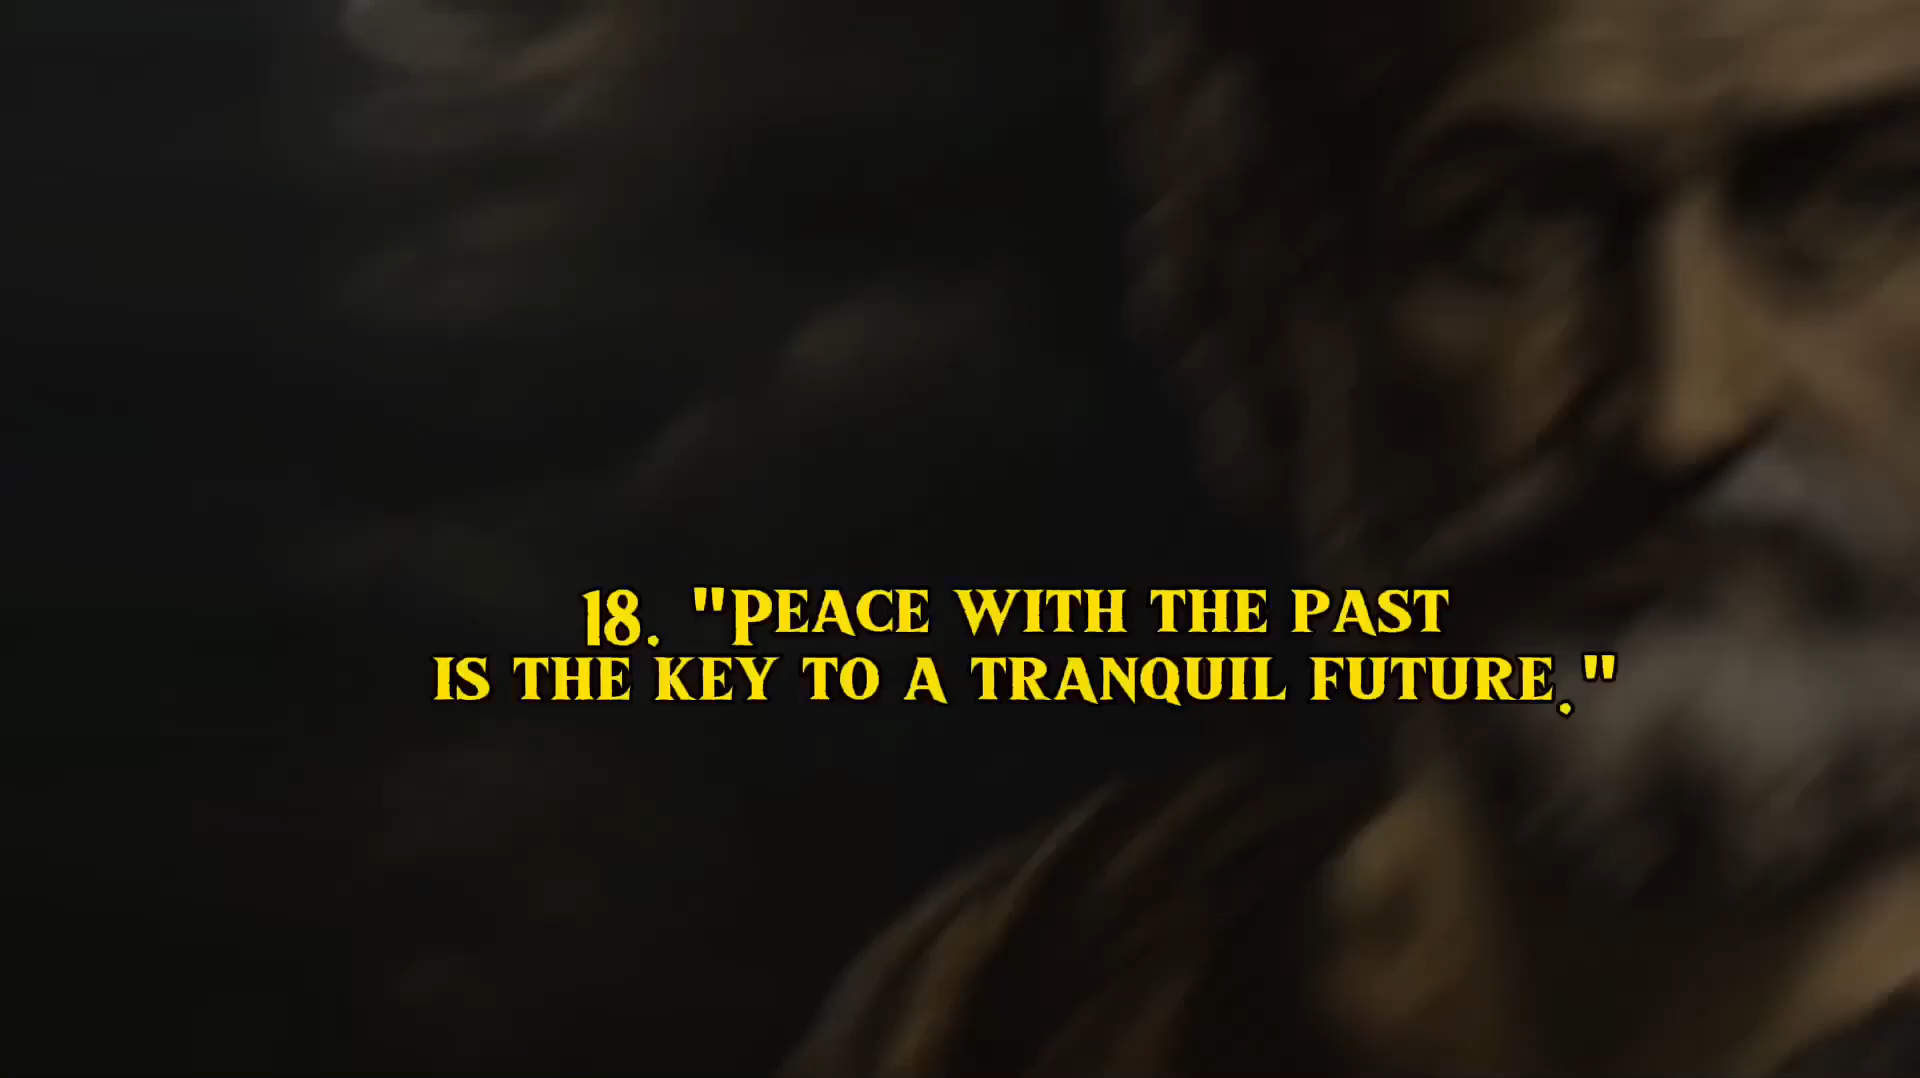 18. "Peace with the past
is the key to a tranquil future."